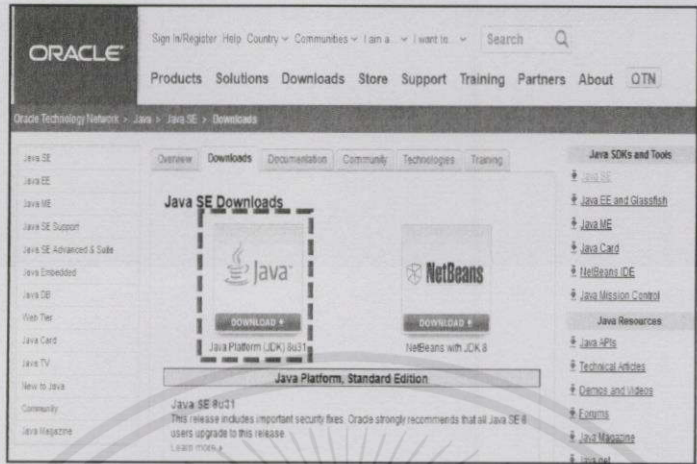 ORACLE
Sign In/Register Help Country Communities I am a... I want to... Search
Products Solutions Downloads Store Support Training Partners About OTN
Oracle Technology Network > Java > Java SE > Downloads
Java SE
Java EE
Java ME
Java SE Support
Java SE Advanced & Suite
Java Embedded
Java DB
Web Tier
Java Card
Java TV
New to Java
Community
Java Magazine
Overview Downloads Documentation Community Technologies Training
Java SE Downloads
Java
DOWNLOAD
Java Platform (JDK) 8u31
NetBeans
DOWNLOAD
NetBeans with JDK 8
Java Platform, Standard Edition
Java SE 8u31
This release includes important security fixes. Oracle strongly recommends that all Java SE 8
users upgrade to this release.
Learn more
Java SDKs and Tools
Java SE
Java EE and Glassfish
Java ME
Java Card
NetBeans IDE
Java Mission Control
Java Resources
Java APIs
Technical Articles
Demos and Videos
Forums
Java Magazine
Java.net